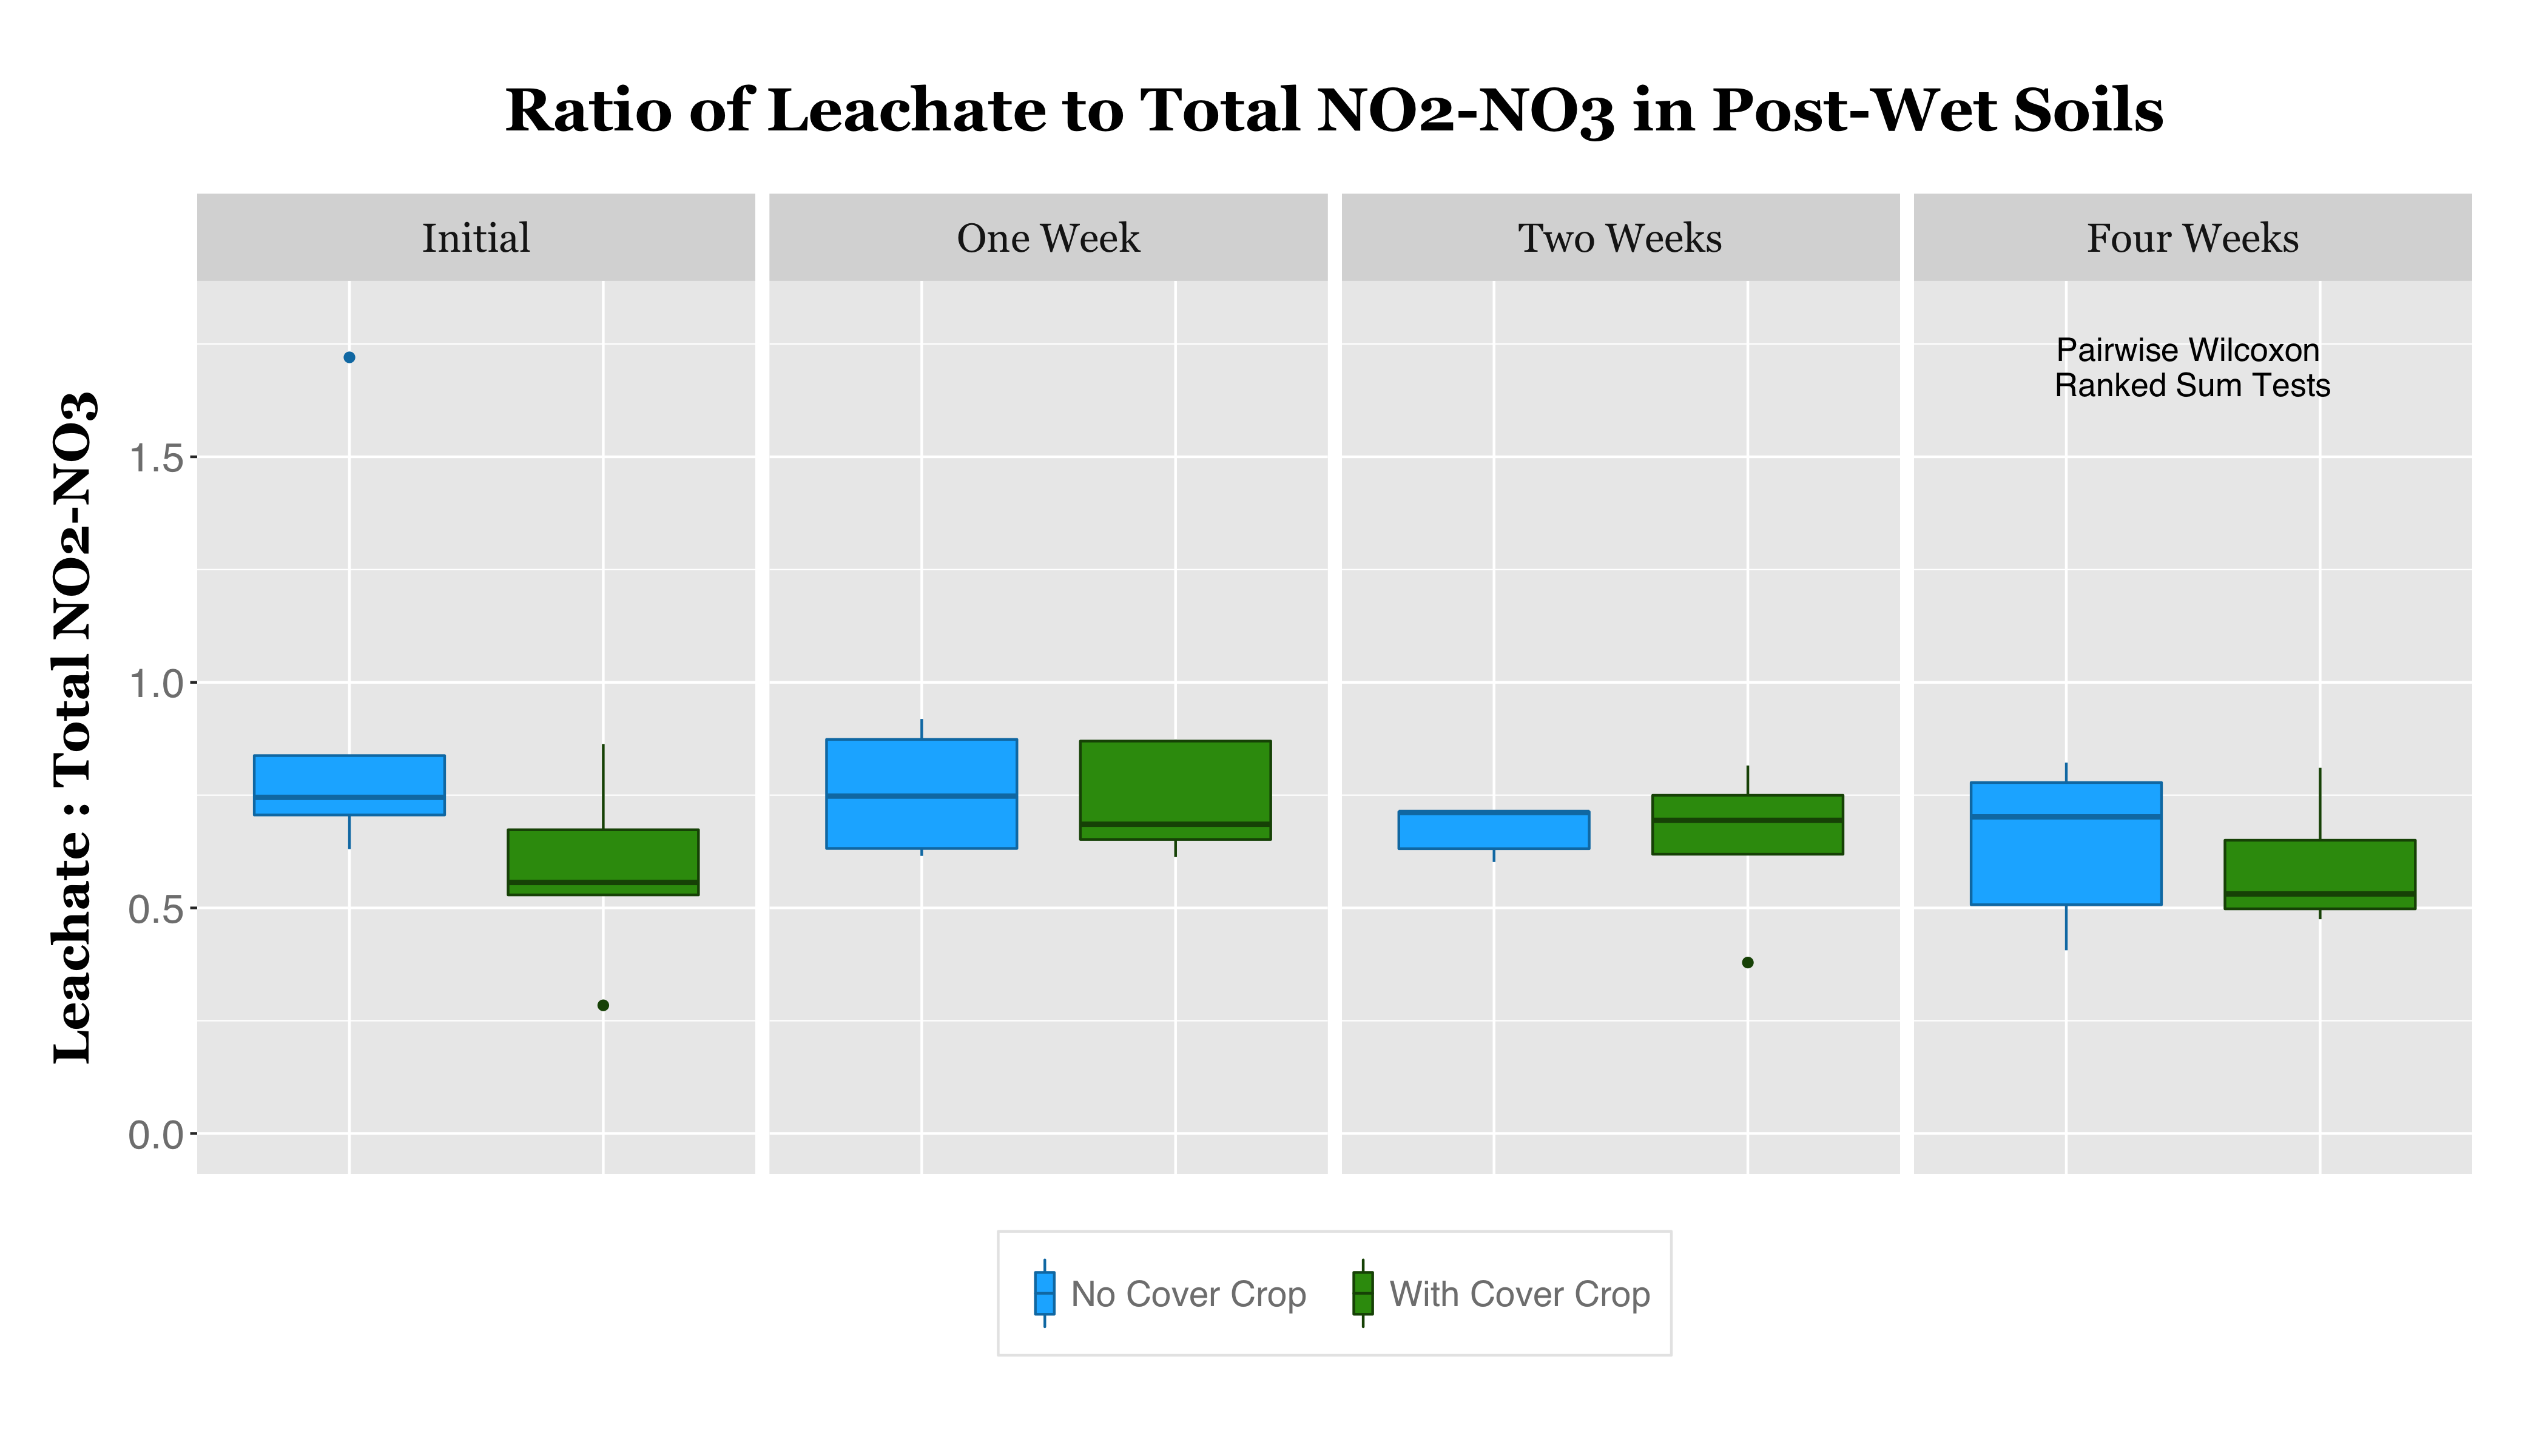 Ratio of Leachate to Total NO2-NO3 in Post-Wet Soils
Initial
One Week
Two Weeks
Four Weeks
Pairwise Wilcoxon
Ranked Sum Tests
Leachate : Total NO2-NO3
1.5
1.0
0.5
0.0
No Cover Crop
With Cover Crop